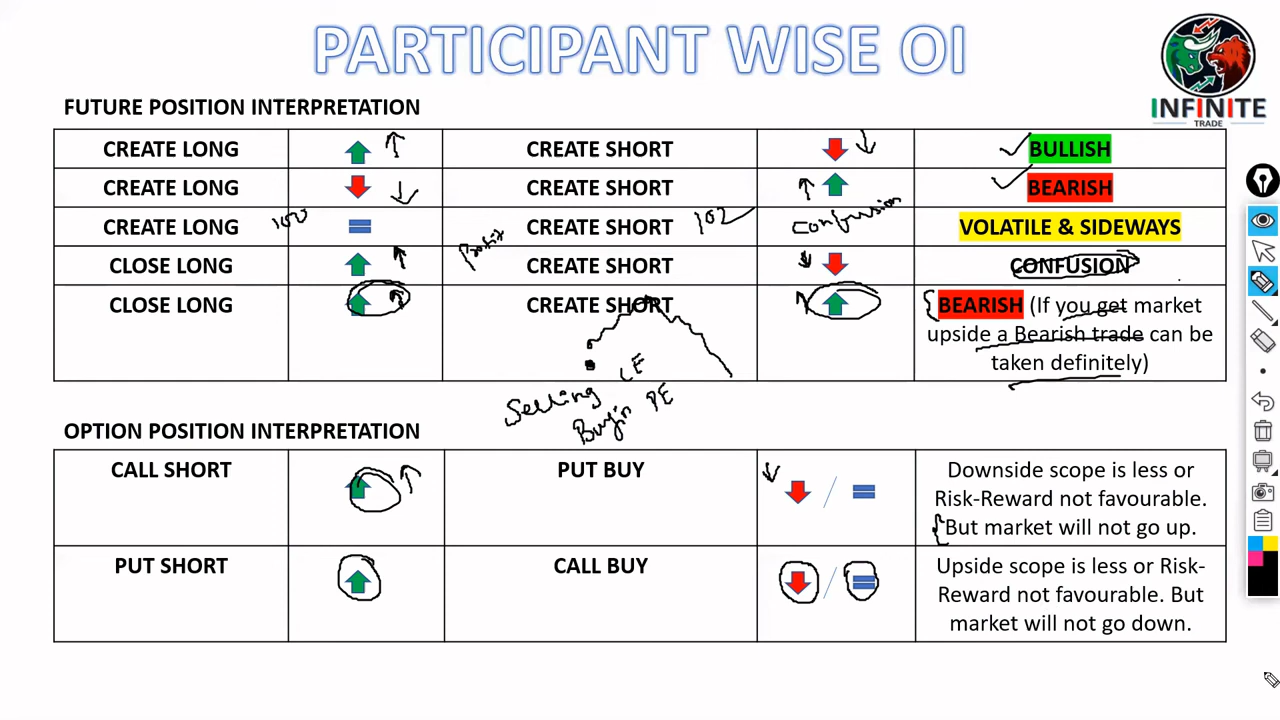 PARTICIPANT WISE OI
INFINITE
TRADE
FUTURE POSITION INTERPRETATION
CREATE LONG CREATE SHORT BULLISH
CREATE LONG CREATE SHORT BEARISH
CREATE LONG 100 = CREATE SHORT 102 Confusion VOLATILE & SIDEWAYS
CLOSE LONG Profit CREATE SHORT CONFUSION
CLOSE LONG CREATE SHORT BEARISH (If you get market
upside a Bearish trade can be
taken definitely)
Selling CE
Buyin PE
OPTION POSITION INTERPRETATION
CALL SHORT PUT BUY / = Downside scope is less or
Risk-Reward not favourable.
But market will not go up.
PUT SHORT CALL BUY / = Upside scope is less or Risk-
Reward not favourable. But
market will not go down.